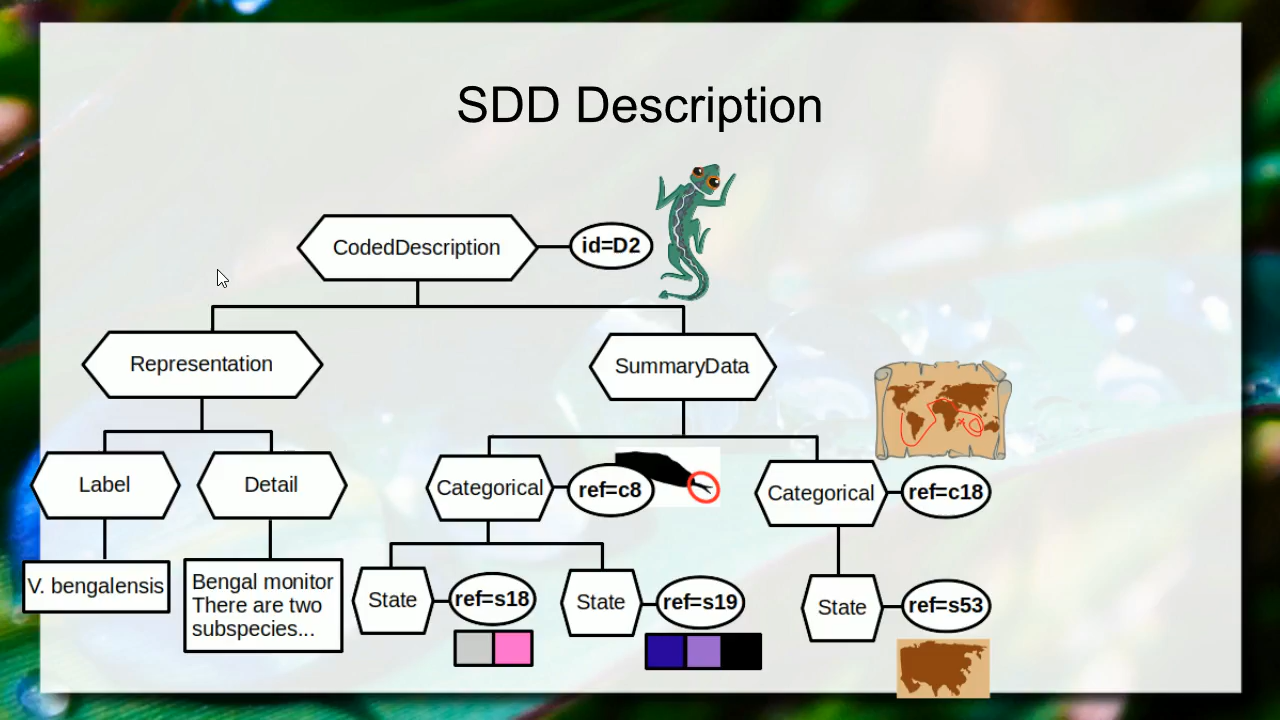 SDD Description
CodedDescription
id=D2
Representation
SummaryData
Label
Detail
Categorical
ref=c8
Categorical
ref=c18
V. bengalensis
Bengal monitor
There are two
subspecies...
State
ref=s18
State
ref=s19
State
ref=s53